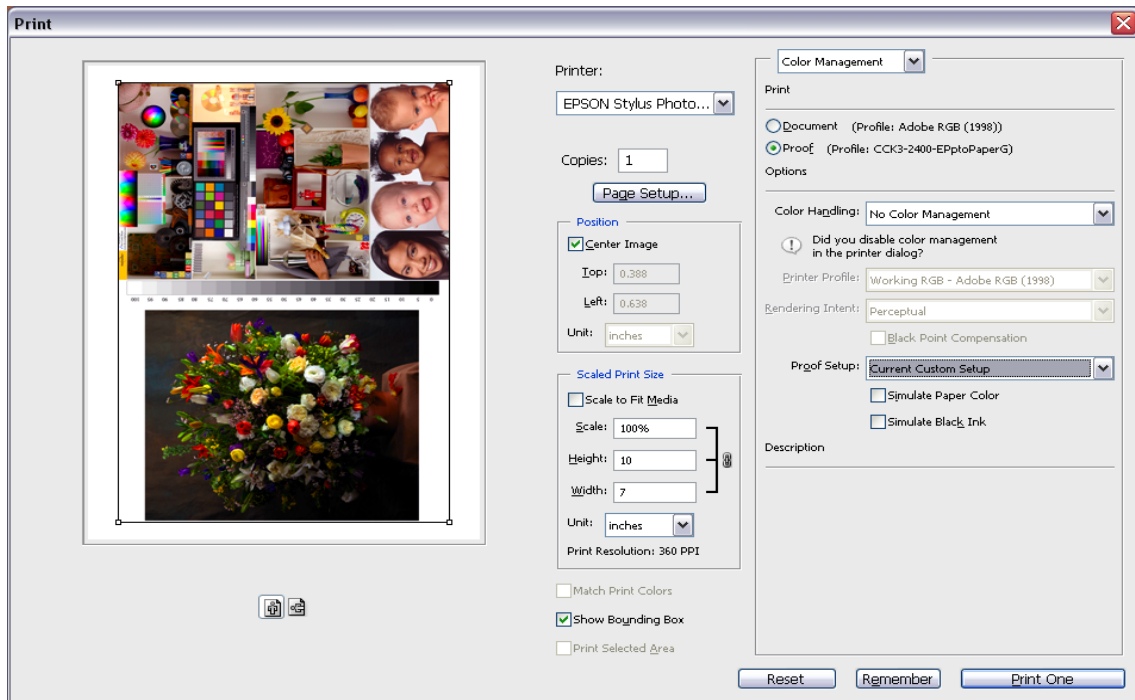 Print
Printer:
EPSON Stylus Photo...
Copies: 1
Page Setup...
Position
Center Image
Top: 0.388
Left: 0.638
Unit: inches
Scaled Print Size
Scale to Fit Media
Scale: 100%
Height: 10
Width: 7
Unit: inches
Print Resolution: 360 PPI
Match Print Colors
Show Bounding Box
Print Selected Area
Color Management
Print
Document (Profile: Adobe RGB (1998))
Proof (Profile: CCK3-2400-EPptoPaperG)
Options
Color Handling: No Color Management
Did you disable color management
in the printer dialog?
Printer Profile: Working RGB - Adobe RGB (1998)
Rendering Intent: Perceptual
Black Point Compensation
Proof Setup: Current Custom Setup
Simulate Paper Color
Simulate Black Ink
Description
Reset Remember Print One